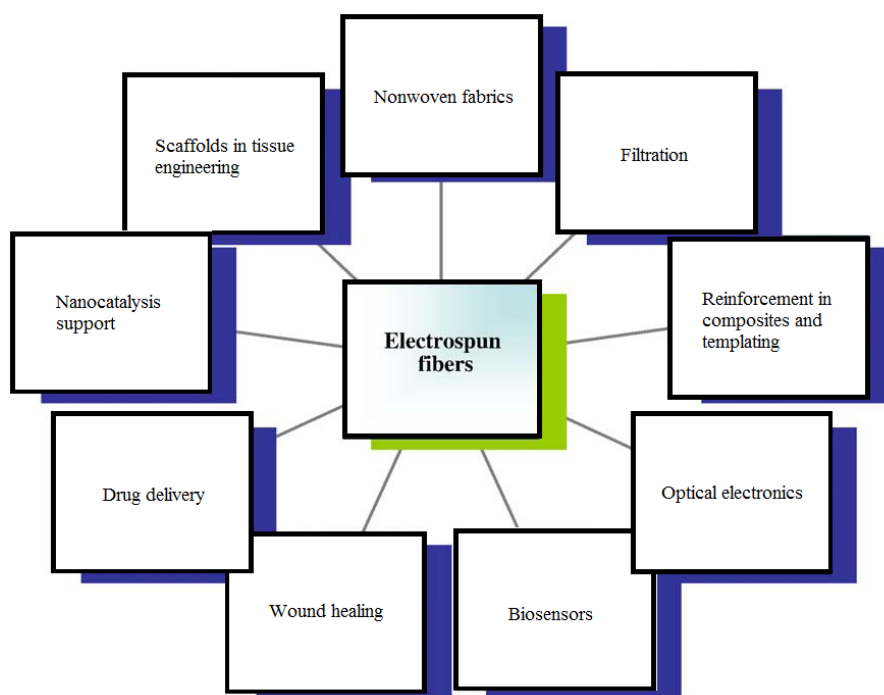 Nonwoven fabrics
Scaffolds in tissue
engineering
Filtration
Nanocatalysis
support
Electrospun
fibers
Reinforcement in
composites and
templating
Drug delivery
Optical electronics
Wound healing
Biosensors